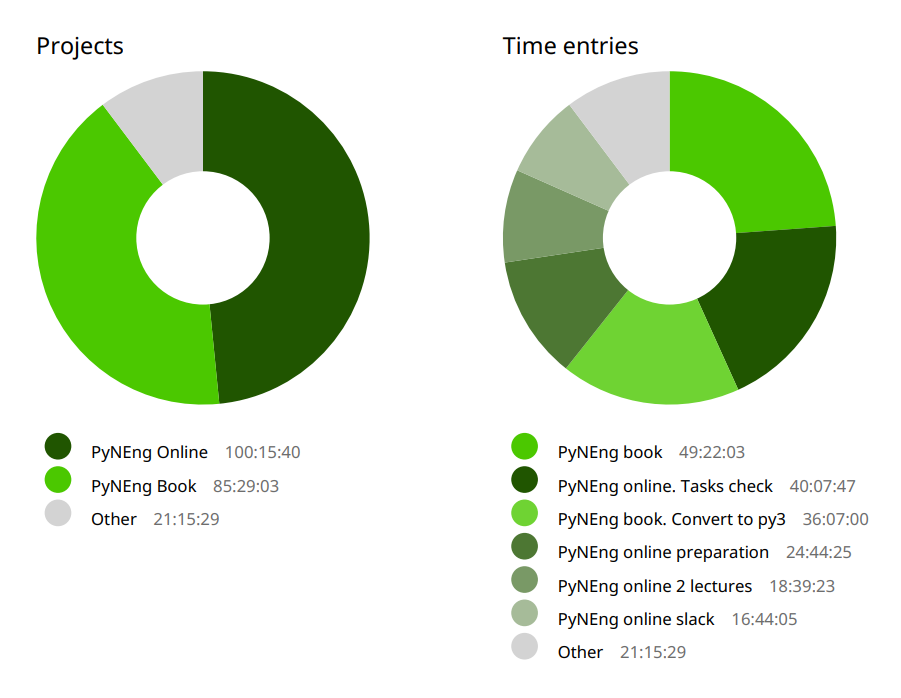 Projects
PyNEng Online 100:15:40
PyNEng Book 85:29:03
Other 21:15:29
Time entries
PyNEng book 49:22:03
PyNEng online. Tasks check 40:07:47
PyNEng book. Convert to py3 36:07:00
PyNEng online preparation 24:44:25
PyNEng online 2 lectures 18:39:23
PyNEng online slack 16:44:05
Other 21:15:29